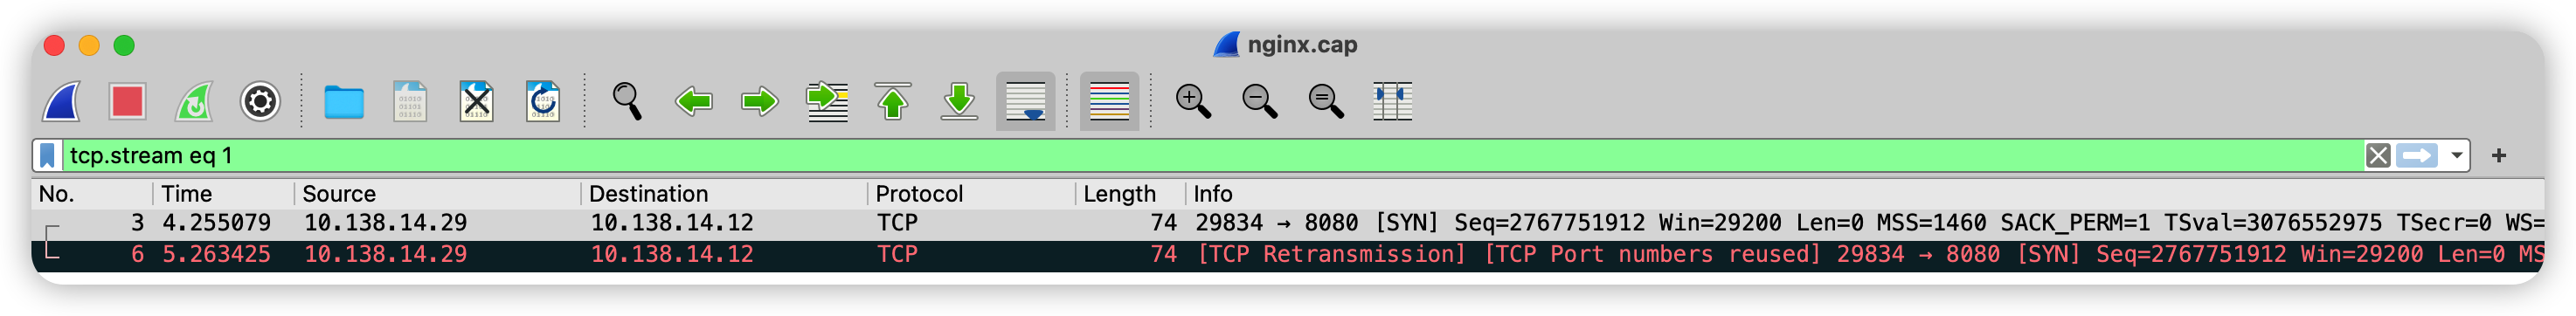 nginx.cap
tcp.stream eq 1
No. Time Source Destination Protocol Length Info
3 4.255079 10.138.14.29 10.138.14.12 TCP 74 29834 → 8080 [SYN] Seq=2767751912 Win=29200 Len=0 MSS=1460 SACK_PERM=1 TSval=3076552975 TSecr=0 WS=
6 5.263425 10.138.14.29 10.138.14.12 TCP 74 [TCP Retransmission] [TCP Port numbers reused] 29834 → 8080 [SYN] Seq=2767751912 Win=29200 Len=0 MS